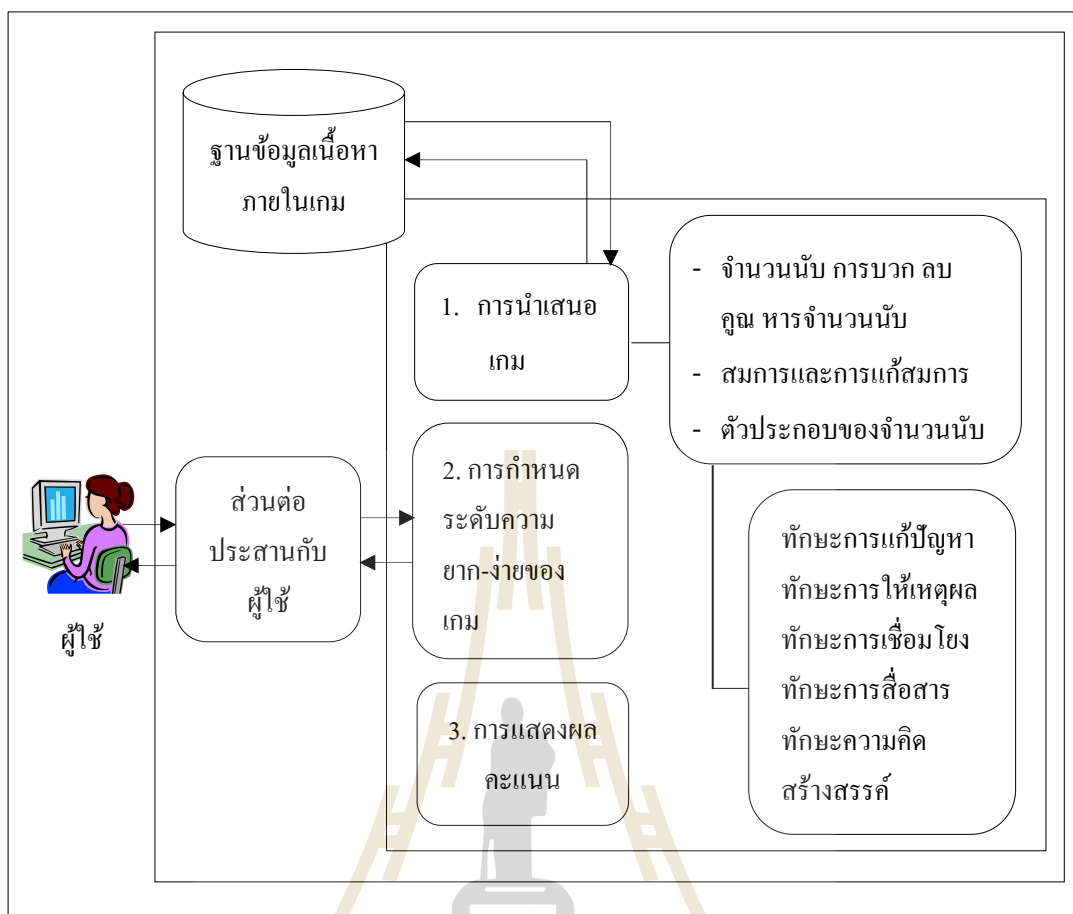 ฐานข้อมูลเนื้อหา
ภายในเกม
1. การนำเสนอ
เกม
- จำนวนนับ การบวก ลบ
คูณ หารจำนวนนับ
- สมการและการแก้สมการ
- ตัวประกอบของจำนวนนับ
ผู้ใช้
ส่วนต่อ
ประสานกับ
ผู้ใช้
2. การกำหนด
ระดับความ
ยาก-ง่ายของ
เกม
ทักษะการแก้ปัญหา
ทักษะการให้เหตุผล
ทักษะการเชื่อมโยง
ทักษะการสื่อสาร
ทักษะความคิด
สร้างสรรค์
3. การแสดงผล
คะแนน